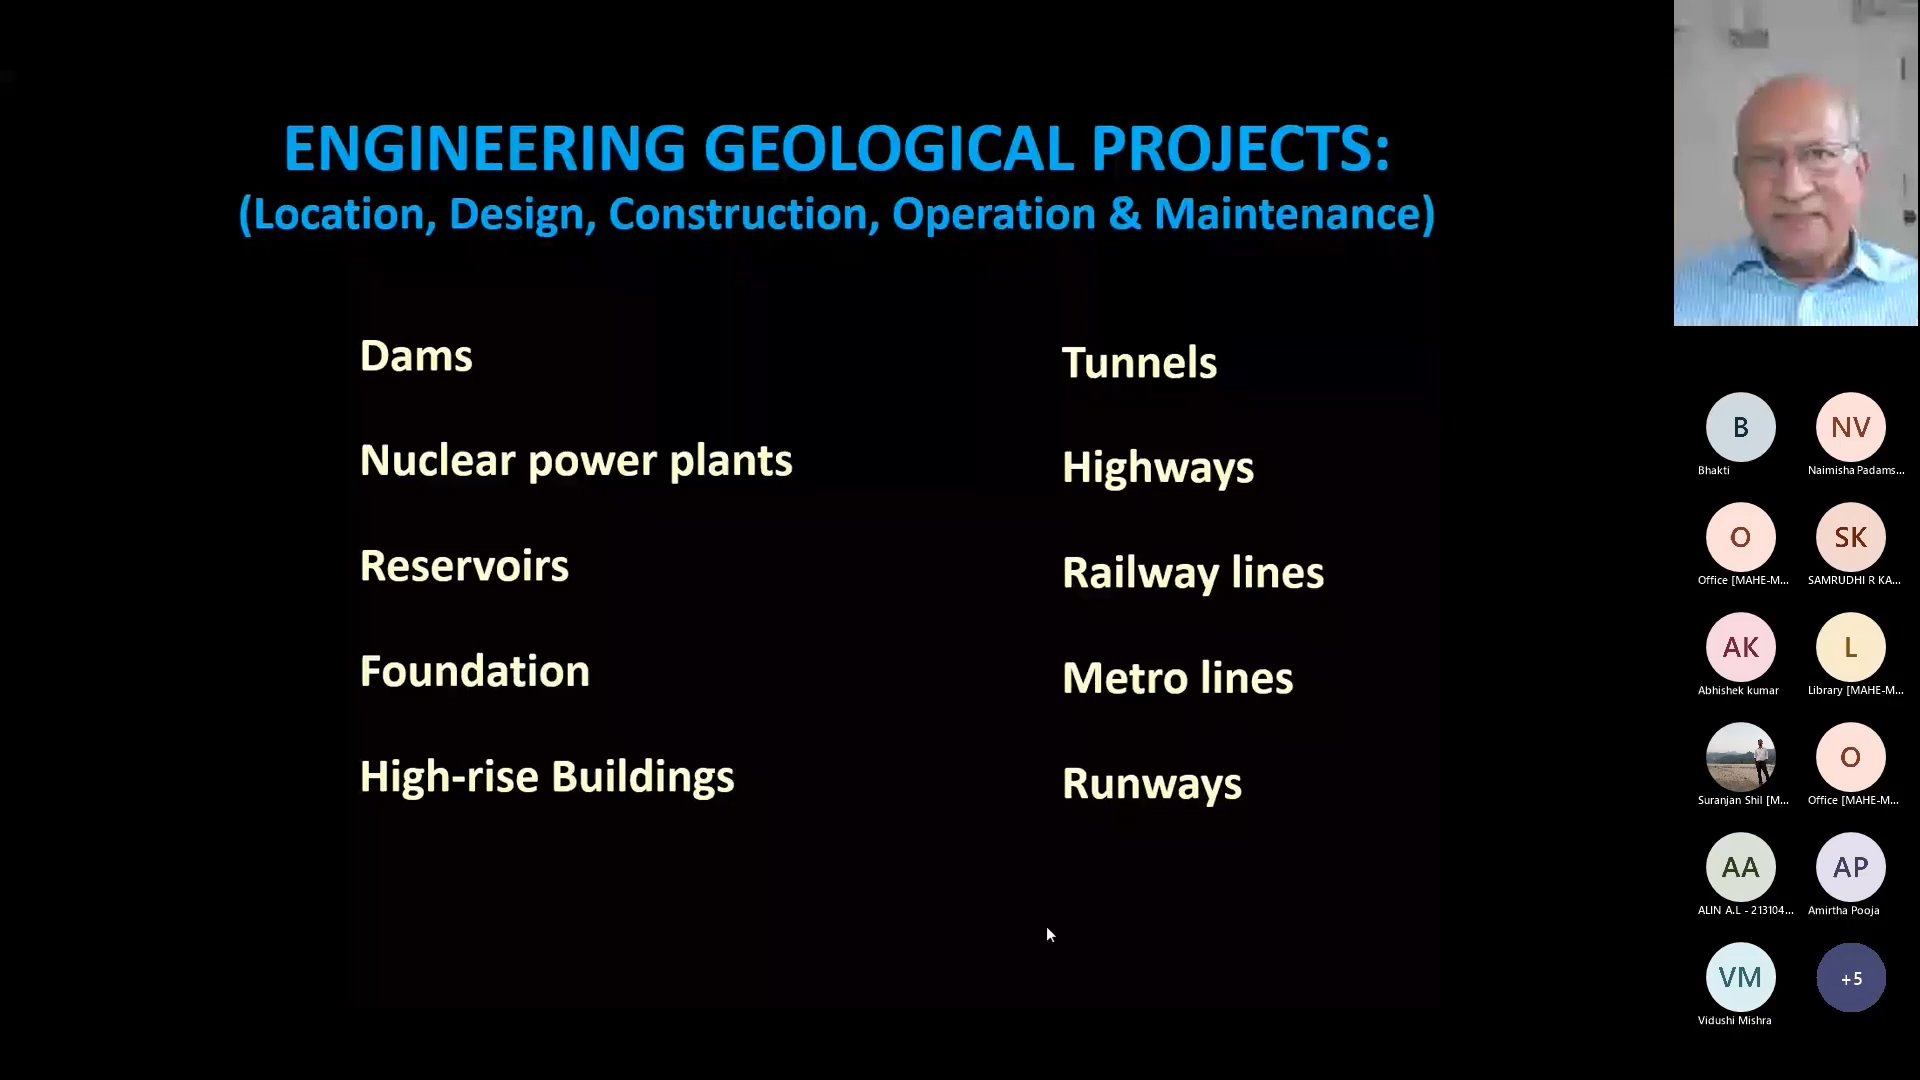 ENGINEERING GEOLOGICAL PROJECTS:
(Location, Design, Construction, Operation & Maintenance)
Dams
Nuclear power plants
Reservoirs
Foundation
High-rise Buildings
Tunnels
Highways
Railway lines
Metro lines
Runways
B
Bhakti
NV
Naimisha Padams...
O
Office [MAHE-M...
SK
SAMRUDHI R KA...
AK
Abhishek kumar
L
Library [MAHE-M...
Suranjan Shil [M...
O
Office [MAHE-M...
AA
ALIN A.L - 213104...
AP
Amirtha Pooja
VM
Vidushi Mishra
+5